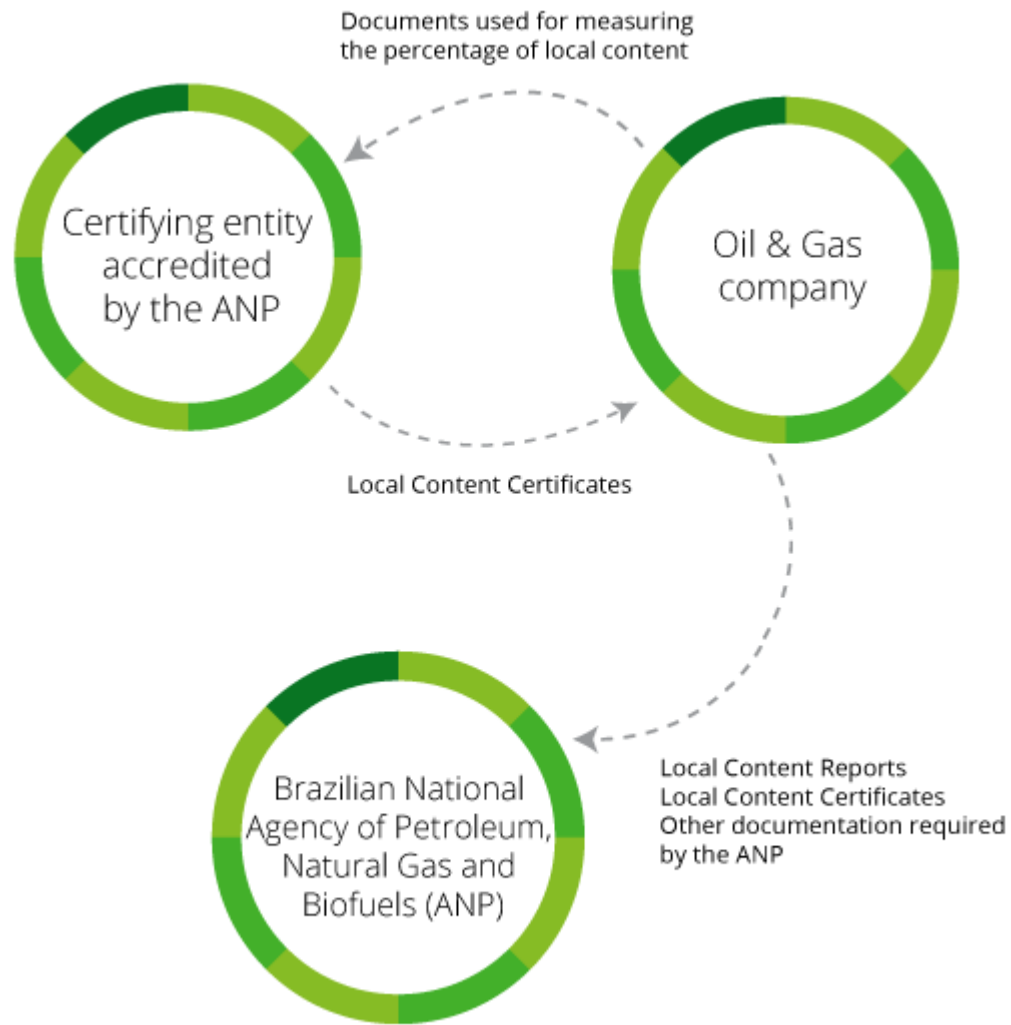 Documents used for measuring
the percentage of local content
Certifying entity
accredited
by the ANP
Oil & Gas
company
Local Content Certificates
Brazilian National
Agency of Petroleum,
Natural Gas and
Biofuels (ANP)
Local Content Reports
Local Content Certificates
Other documentation required
by the ANP